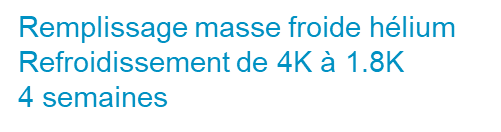 Remplissage masse froide hélium
Refroidissement de 4K à 1.8K
4 semaines